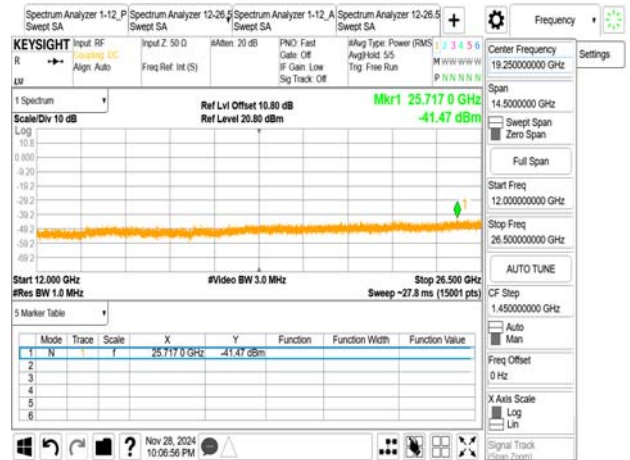 Spectrum Analyzer 1-12_P
Swept SA
Spectrum Analyzer 12-26.5
Swept SA
Spectrum Analyzer 1-12_A
Swept SA
Spectrum Analyzer 12-26.5
Swept SA
+
Frequency
KEYSIGHT
R
Input: RF
Coupling: DC
Align: Auto
Input Z: 50 Ω
Freq Ref: Int (S)
#Atten: 20 dB
PNO: Fast
Gate: Off
IF Gain: Low
Sig Track: Off
#Avg Type: Power (RMS)
Avg|Hold: 5/5
Trig: Free Run
1 2 3 4 5 6
M W W W W W
P N N N N N
Settings
Center Frequency
19.250000000 GHz
Span
14.5000000 GHz
Swept Span
Zero Span
Full Span
Start Freq
12.000000000 GHz
Stop Freq
26.500000000 GHz
AUTO TUNE
CF Step
1.450000000 GHz
Auto
Man
Freq Offset
0 Hz
X Axis Scale
Log
Lin
Signal Track
(Span Zoom)
1 Spectrum
Scale/Div 10 dB
Ref Lvl Offset 10.80 dB
Ref Level 20.80 dBm
Mkr1 25.717 0 GHz
-41.47 dBm
Log
10.8
0.800
-9.20
-19.2
-29.2
-39.2
-49.2
-59.2
-69.2
1
Start 12.000 GHz
#Res BW 1.0 MHz
#Video BW 3.0 MHz
Stop 26.500 GHz
Sweep ~27.8 ms (15001 pts)
5 Marker Table
Mode Trace Scale X Y Function Function Width Function Value
1 N 1 f 25.717 0 GHz -41.47 dBm
2
3
4
5
6
?
Nov 28, 2024
10:06:56 PM